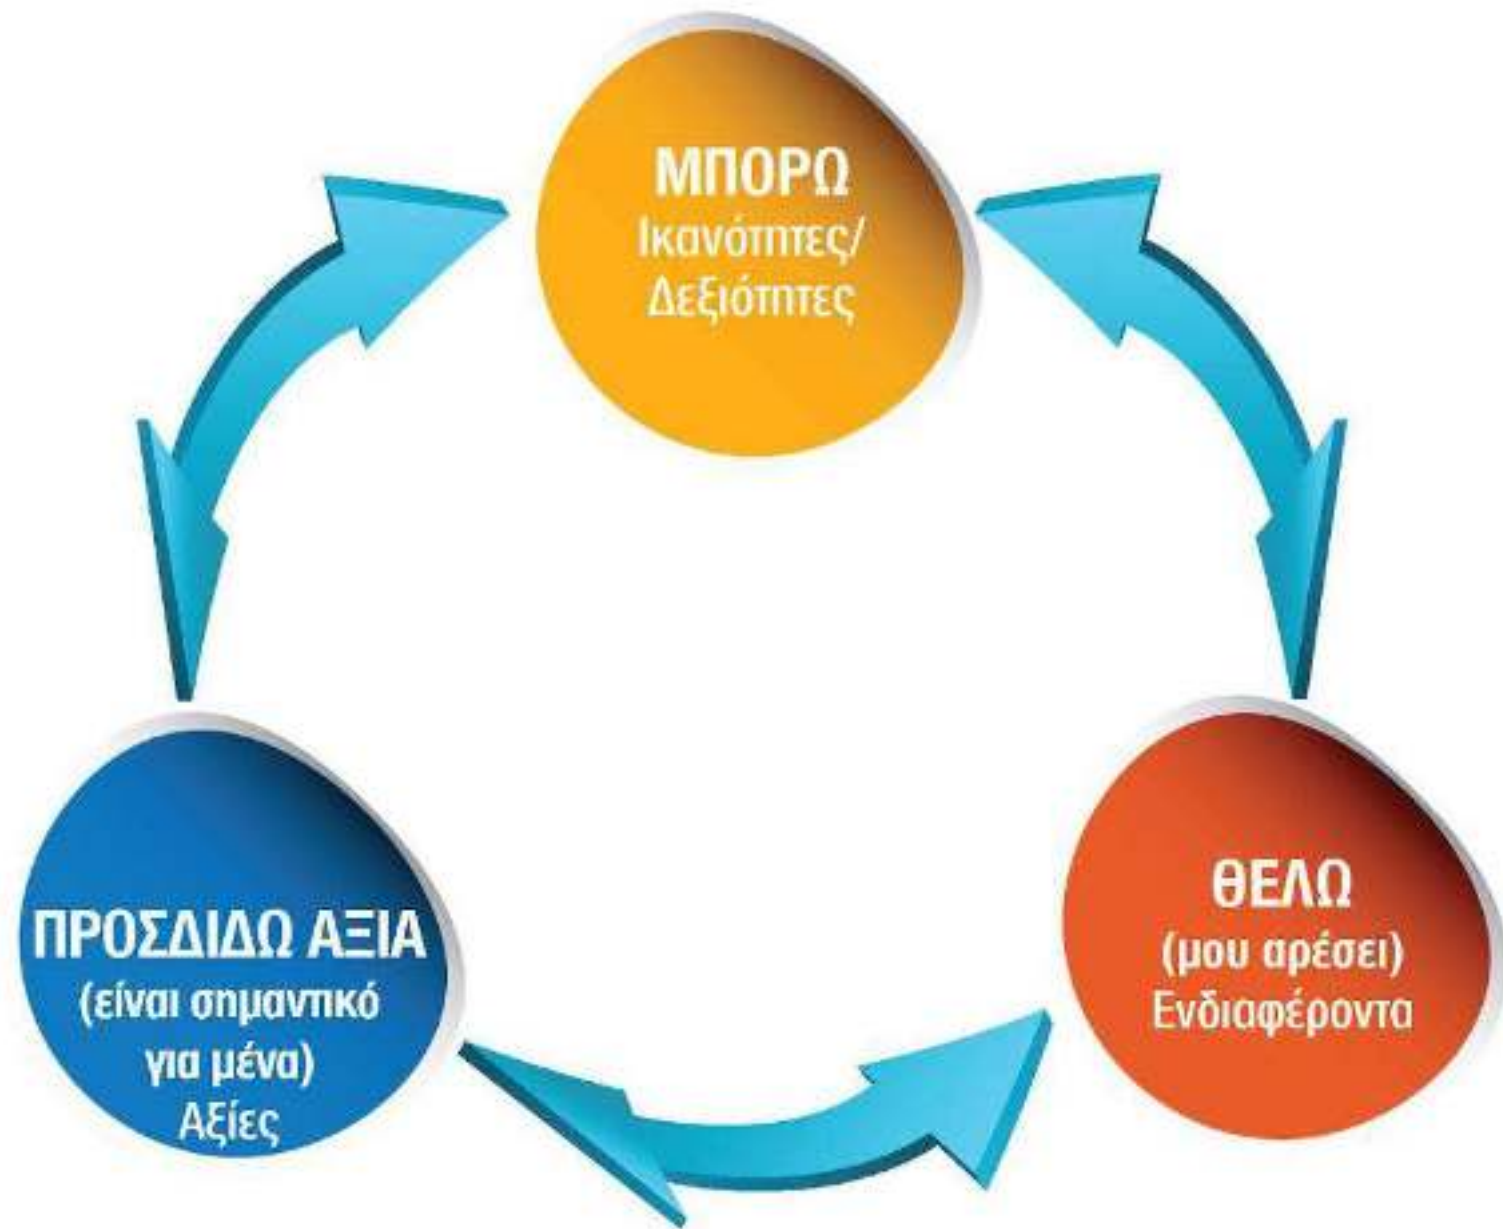 ΜΠΟΡΩ
Ικανότητες/
Δεξιότητες
ΠΡΟΣΔΙΔΩ ΑΞΙΑ
(είναι σημαντικό
για μένα)
Αξίες
ΘΕΛΩ
(μου αρέσει)
Ενδιαφέροντα